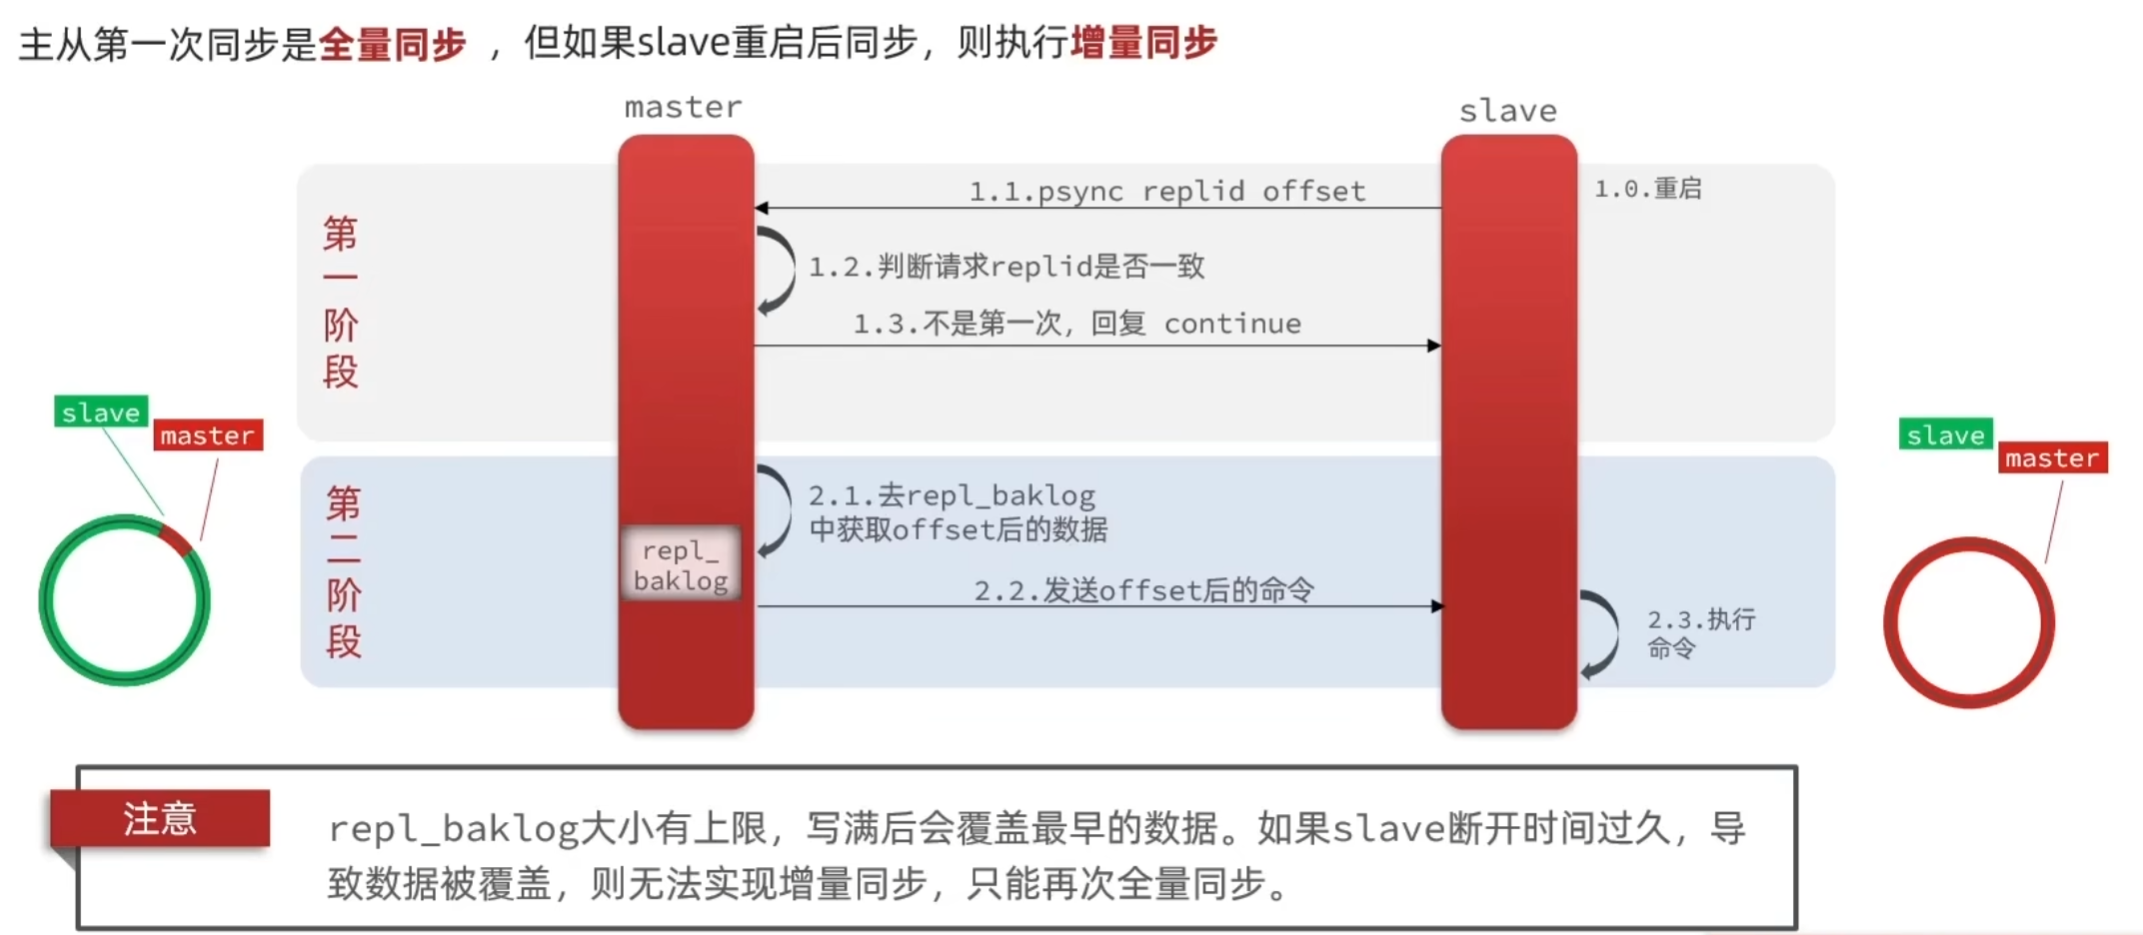 主从第一次同步是全量同步 ，但如果slave重启后同步，则执行增量同步
master
slave
第一阶段
1.0.重启
1.1.psync replid offset
1.2.判断请求replid是否一致
1.3.不是第一次，回复 continue
slave
master
slave
master
第二阶段
2.1.去repl_baklog
中获取offset后的数据
repl_
baklog
2.2.发送offset后的命令
2.3.执行
命令
注意
repl_baklog大小有上限，写满后会覆盖最早的数据。如果slave断开时间过久，导
致数据被覆盖，则无法实现增量同步，只能再次全量同步。